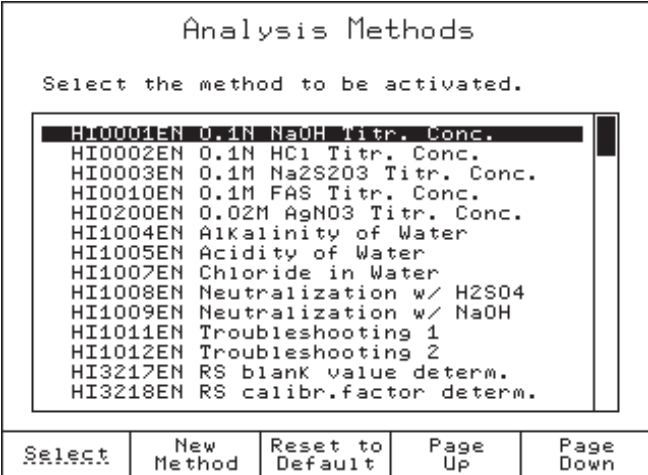 Analysis Methods
Select the method to be activated.
HI0001EN 0.1N NaOH Titr. Conc.
HI0002EN 0.1N HCl Titr. Conc.
HI0003EN 0.1M Na2S2O3 Titr. Conc.
HI0010EN 0.1M FAS Titr. Conc.
HI0200EN 0.02M AgNO3 Titr. Conc.
HI1004EN Alkalinity of Water
HI1005EN Acidity of Water
HI1007EN Chloride in Water
HI1008EN Neutralization w/ H2SO4
HI1009EN Neutralization w/ NaOH
HI1011EN Troubleshooting 1
HI1012EN Troubleshooting 2
HI3217EN RS blank value determ.
HI3218EN RS calibr.factor determ.
Select
New Method
Reset to Default
Page Up
Page Down